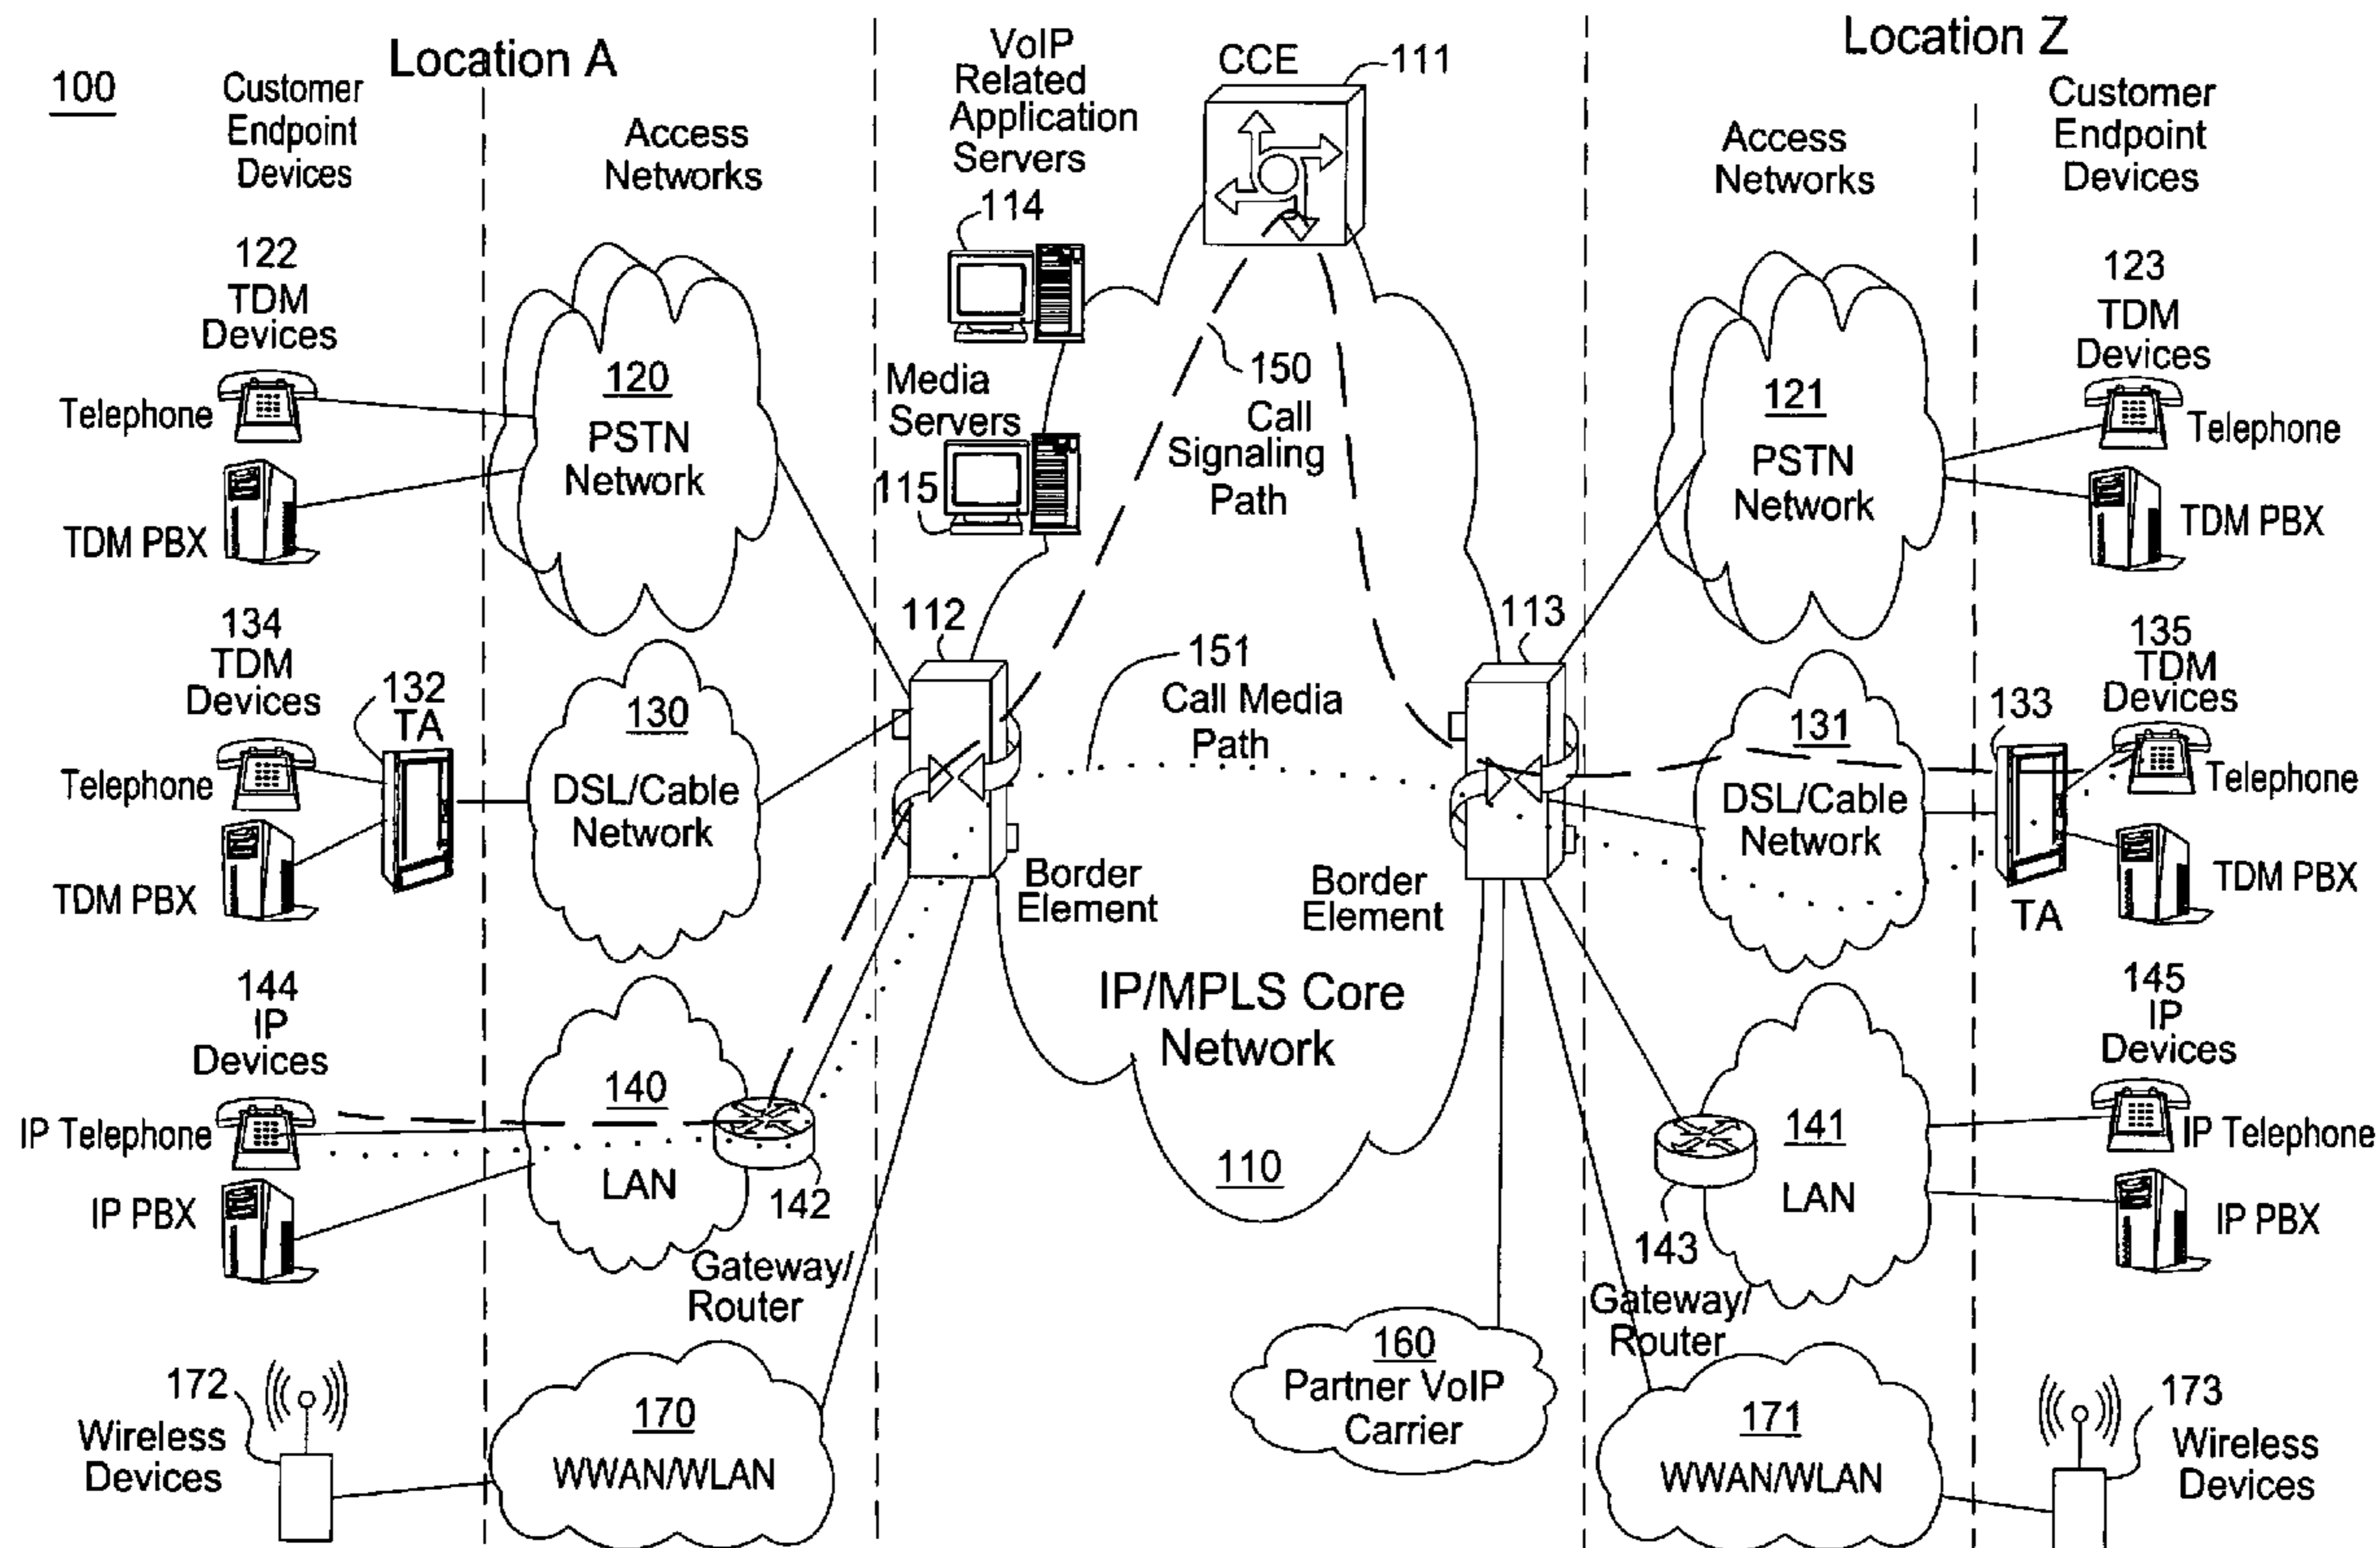 100
Location A
Customer
Endpoint
Devices
Access
Networks
VoIP
Related
Application
Servers
114
CCE
111
Location Z
Access
Networks
Customer
Endpoint
Devices
122
TDM
Devices
Telephone
TDM PBX
120
PSTN
Network
Media
Servers
115
150
Call
Signaling
Path
121
PSTN
Network
123
TDM
Devices
Telephone
TDM PBX
134
TDM
Devices
132
TA
Telephone
TDM PBX
130
DSL/Cable
Network
112
Border
Element
151
Call Media
Path
113
Border
Element
131
DSL/Cable
Network
133
TA
135
TDM
Devices
Telephone
TDM PBX
144
IP
Devices
IP Telephone
IP PBX
140
LAN
142
Gateway/
Router
IP/MPLS Core
Network
110
141
LAN
143
Gateway/
Router
145
IP
Devices
IP Telephone
IP PBX
172
Wireless
Devices
170
WWAN/WLAN
160
Partner VoIP
Carrier
171
WWAN/WLAN
173
Wireless
Devices